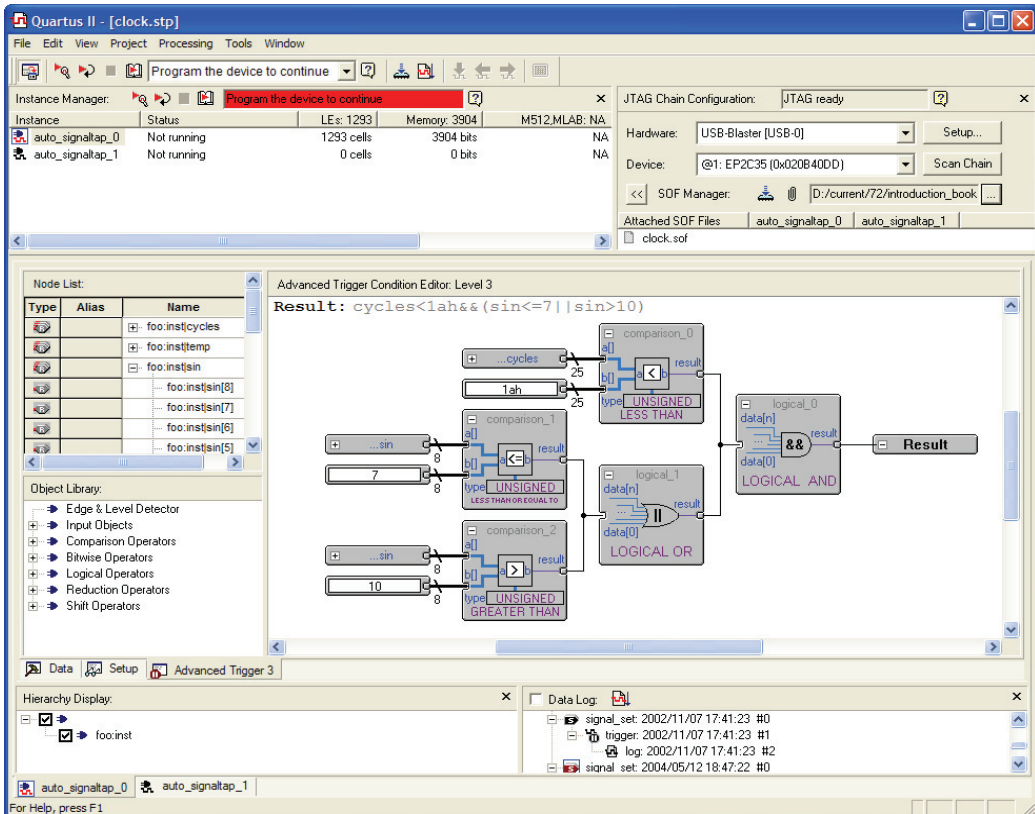 Quartus II - [clock.stp]
File Edit View Project Processing Tools Window
Program the device to continue
Instance Manager: Program the device to continue
Instance Status LEs: 1293 Memory: 3904 M512,MLAB: NA
auto_signaltap_0 Not running 1293 cells 3904 bits NA
auto_signaltap_1 Not running 0 cells 0 bits NA
JTAG Chain Configuration: JTAG ready
Hardware: USB-Blaster [USB-0] Setup...
Device: @1: EP2C35 (0x020B40DD) Scan Chain
<< SOF Manager: D:/current/72/introduction_book ...
Attached SOF Files auto_signaltap_0 auto_signaltap_1
clock.sof
Node List:
Type Alias Name
foo:inst|cycles
foo:inst|temp
foo:inst|sin
foo:inst|sin[8]
foo:inst|sin[7]
foo:inst|sin[6]
foo:inst|sin[5]
Object Library:
Edge & Level Detector
Input Objects
Comparison Operators
Bitwise Operators
Logical Operators
Reduction Operators
Shift Operators
Advanced Trigger Condition Editor: Level 3
Result: cycles<1ah&&(sin<=7||sin>10)
comparison_0
a[]
...cycles
25
result
a < b
b[]
1ah
25
type UNSIGNED
LESS THAN
comparison_1
a[]
...sin
8
result
a <= b
b[]
7
8
type UNSIGNED
LESS THAN OR EQUAL TO
comparison_2
a[]
...sin
8
result
a > b
b[]
10
8
type UNSIGNED
GREATER THAN
logical_1
data[n]
result
...
||
data[0]
LOGICAL OR
logical_0
data[n]
result
...
&&
data[0]
LOGICAL AND
Result
Data Setup Advanced Trigger 3
Hierarchy Display:
foo:inst
Data Log:
signal_set: 2002/11/07 17:41:23 #0
trigger: 2002/11/07 17:41:23 #1
log: 2002/11/07 17:41:23 #2
signal set: 2004/05/12 18:47:22 #0
auto_signaltap_0 auto_signaltap_1
For Help, press F1